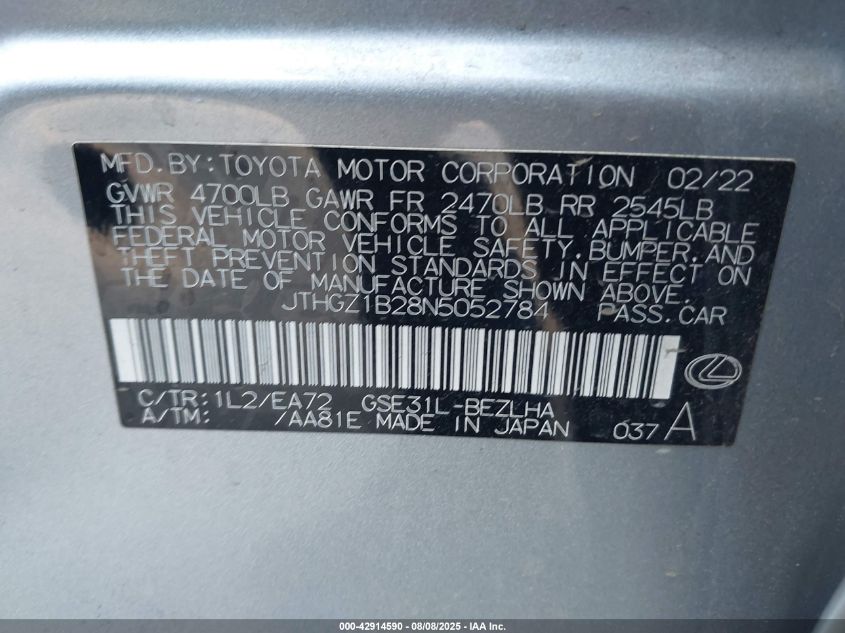 MFD. BY: TOYOTA MOTOR CORPORATION 02/22
GVWR 4700LB GAWR FR 2470LB RR 2545LB
THIS VEHICLE CONFORMS TO ALL APPLICABLE
FEDERAL MOTOR VEHICLE SAFETY, BUMPER, AND
THEFT PREVENTION STANDARDS IN EFFECT ON
THE DATE OF MANUFACTURE SHOWN ABOVE.
JTHGZ1B28N5052784 PASS. CAR
C/TR: 1L2/EA72 GSE31L-BEZLHA
A/TM: /AA81E MADE IN JAPAN 037 A
000-42914590 - 08/08/2025 - IAA Inc.